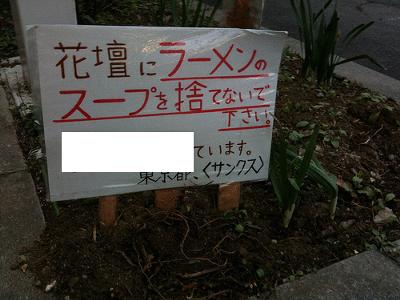 花壇にラーメンの
スープを捨てないで
下さい。
ています。
東京都、〈サンクス〉